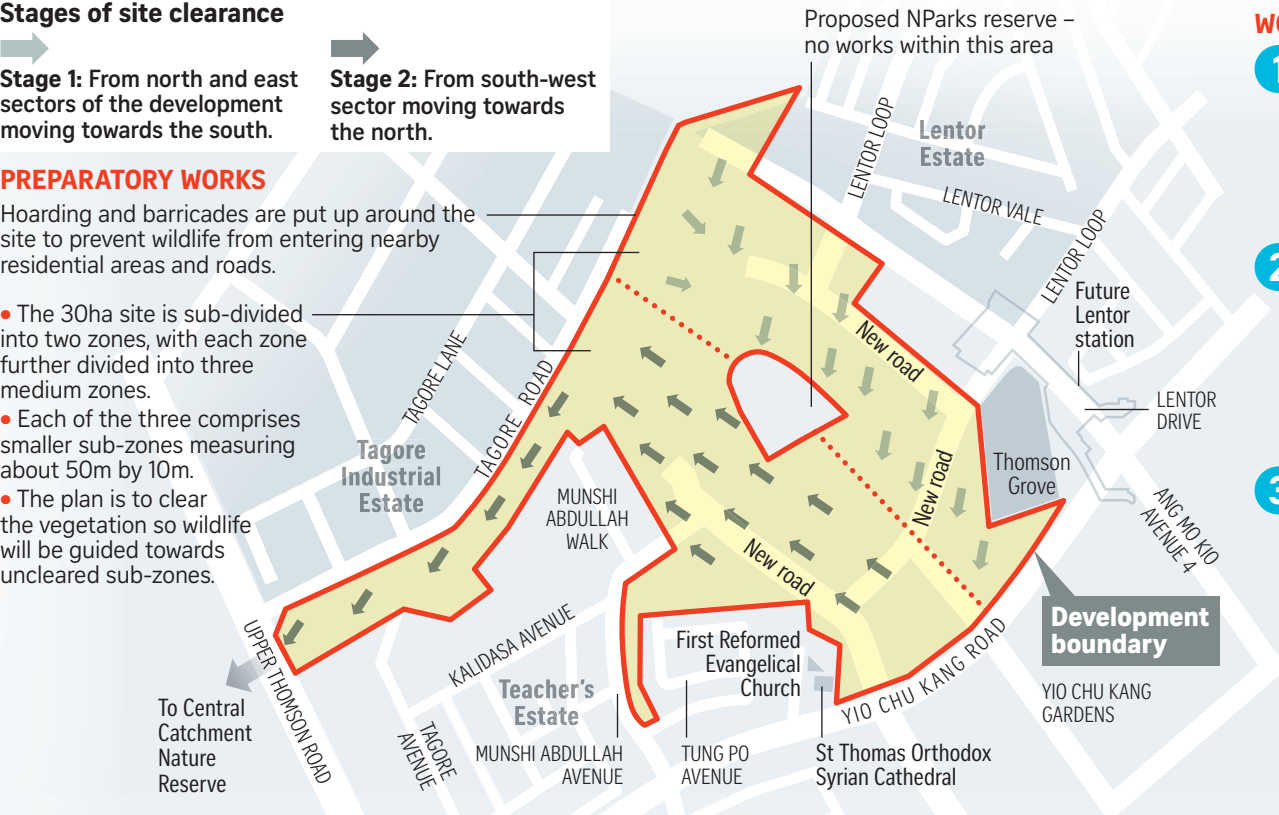 Stages of site clearance
Stage 1: From north and east
sectors of the development
moving towards the south.
Stage 2: From south-west
sector moving towards
the north.
PREPARATORY WORKS
Hoarding and barricades are put up around the
site to prevent wildlife from entering nearby
residential areas and roads.
• The 30ha site is sub-divided
into two zones, with each zone
further divided into three
medium zones.
• Each of the three comprises
smaller sub-zones measuring
about 50m by 10m.
• The plan is to clear
the vegetation so wildlife
will be guided towards
uncleared sub-zones.
Proposed NParks reserve –
no works within this area
WO
1
2
3
Lentor
Estate
LENTOR LOOP
LENTOR VALE
LENTOR LOOP
Future
Lentor
station
LENTOR
DRIVE
New road
New road
New road
Thomson
Grove
ANG MO KIO
AVENUE 4
TAGORE LANE
TAGORE ROAD
Tagore
Industrial
Estate
MUNSHI
ABDULLAH
WALK
KALIDASA AVENUE
UPPER THOMSON ROAD
To Central
Catchment
Nature
Reserve
TAGORE
AVENUE
Teacher's
Estate
MUNSHI ABDULLAH
AVENUE
TUNG PO
AVENUE
First Reformed
Evangelical
Church
St Thomas Orthodox
Syrian Cathedral
YIO CHU KANG ROAD
Development
boundary
YIO CHU KANG
GARDENS